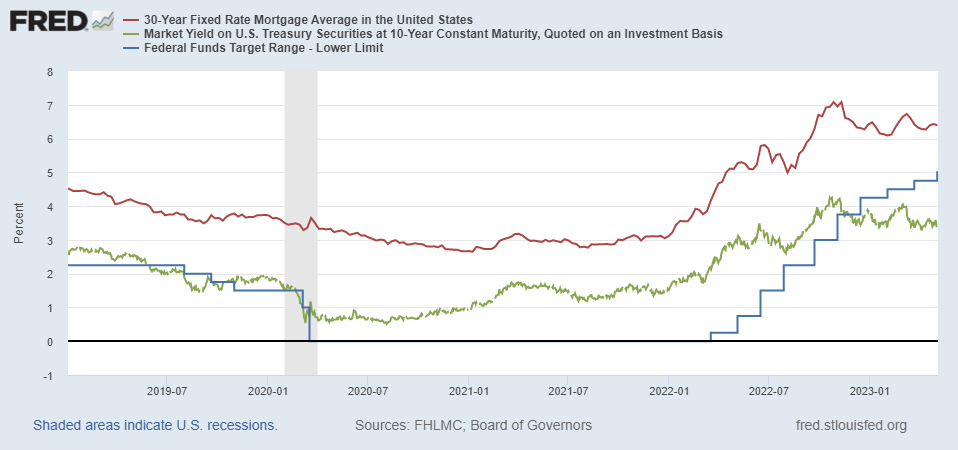 FRED
30-Year Fixed Rate Mortgage Average in the United States
Market Yield on U.S. Treasury Securities at 10-Year Constant Maturity, Quoted on an Investment Basis
Federal Funds Target Range - Lower Limit
8
7
6
5
4
3
2
1
0
-1
Percent
2019-07 2020-01 2020-07 2021-01 2021-07 2022-01 2022-07 2023-01
Shaded areas indicate U.S. recessions. Sources: FHLMC; Board of Governors fred.stlouisfed.org